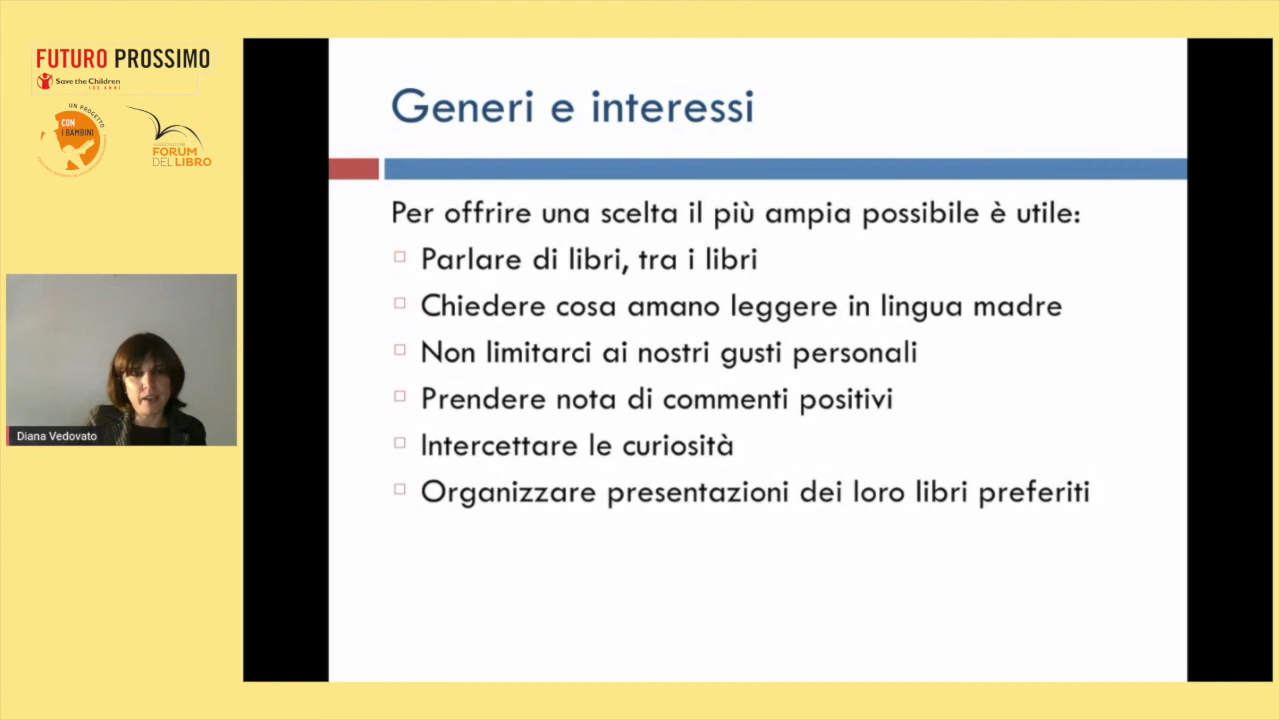 FUTURO PROSSIMO
Save the Children
100 ANNI
UN PROGETTO
CON
I BAMBINI
ASSOCIAZIONE
FORUM
DEL LIBRO
Diana Vedovato
Generi e interessi
Per offrire una scelta il più ampia possibile è utile:
Parlare di libri, tra i libri
Chiedere cosa amano leggere in lingua madre
Non limitarci ai nostri gusti personali
Prendere nota di commenti positivi
Intercettare le curiosità
Organizzare presentazioni dei loro libri preferiti